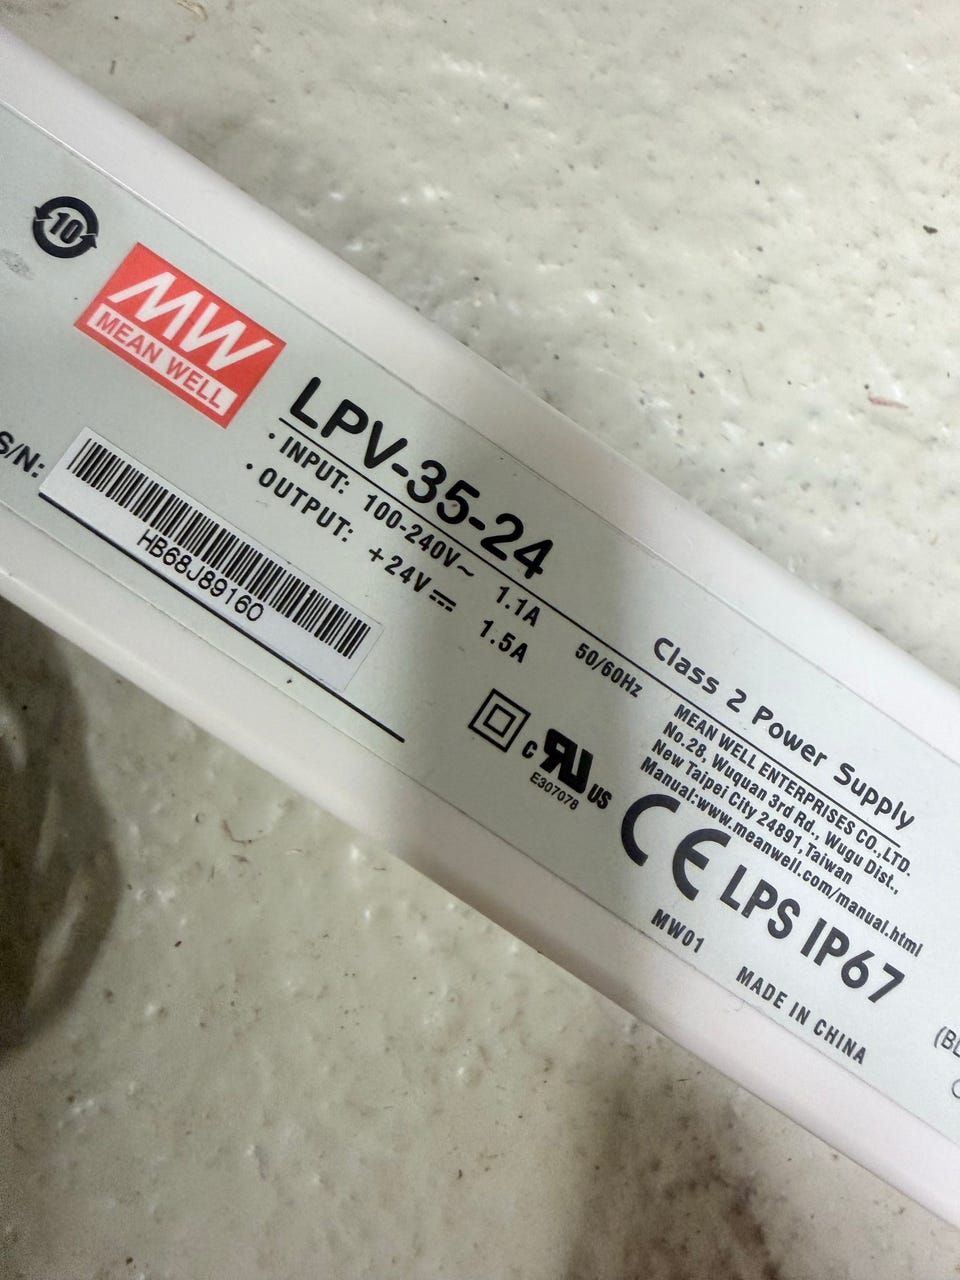 10
MW
MEAN WELL
LPV-35-24
· INPUT: 100-240V~ 1.1A 50/60Hz
· OUTPUT: +24V⎓ 1.5A
S/N:
HB68J89160
Class 2 Power Supply
MEAN WELL ENTERPRISES CO.,LTD.
No.28, Wuquan 3rd Rd., Wugu Dist.,
New Taipei City 24891,Taiwan
Manual:www.meanwell.com/manual.html
c RU US
E307078
CE LPS IP67
MW01
MADE IN CHINA